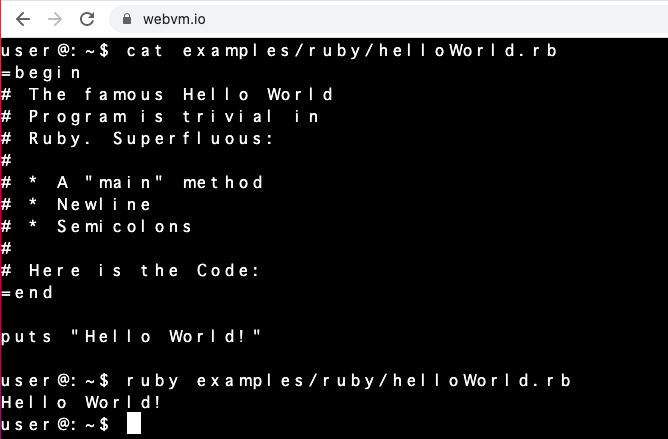 webvm.io
user@:~$ cat examples/ruby/helloWorld.rb
=begin
# The famous Hello World
# Program is trivial in
# Ruby. Superfluous:
#
# * A "main" method
# * Newline
# * Semicolons
#
# Here is the Code:
=end
puts "Hello World!"
user@:~$ ruby examples/ruby/helloWorld.rb
Hello World!
user@:~$